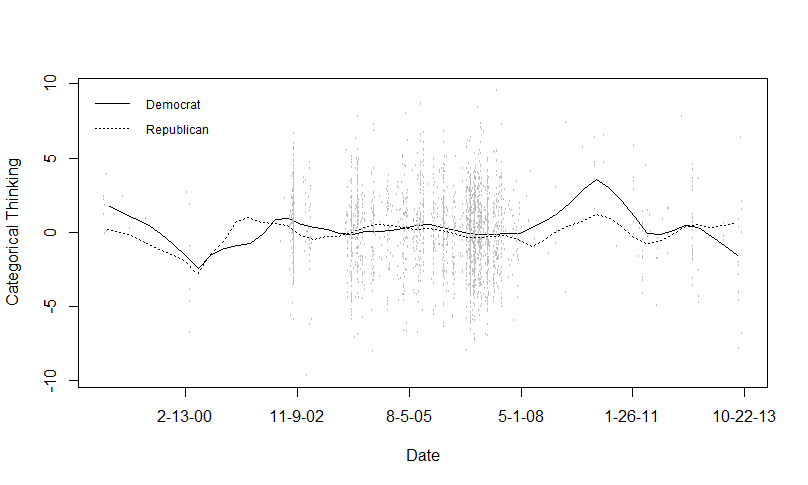 10
Democrat
Republican
5
0
-5
-10
Categorical Thinking
2-13-00 11-9-02 8-5-05 5-1-08 1-26-11 10-22-13
Date